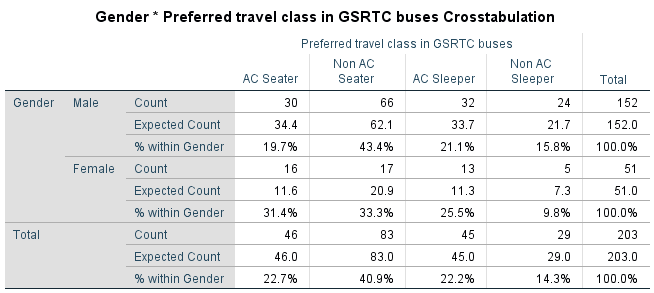 Gender * Preferred travel class in GSRTC buses Crosstabulation
Preferred travel class in GSRTC buses
AC Seater Non AC Seater AC Sleeper Non AC Sleeper Total
Gender Male Count 30 66 32 24 152
Expected Count 34.4 62.1 33.7 21.7 152.0
% within Gender 19.7% 43.4% 21.1% 15.8% 100.0%
Female Count 16 17 13 5 51
Expected Count 11.6 20.9 11.3 7.3 51.0
% within Gender 31.4% 33.3% 25.5% 9.8% 100.0%
Total Count 46 83 45 29 203
Expected Count 46.0 83.0 45.0 29.0 203.0
% within Gender 22.7% 40.9% 22.2% 14.3% 100.0%